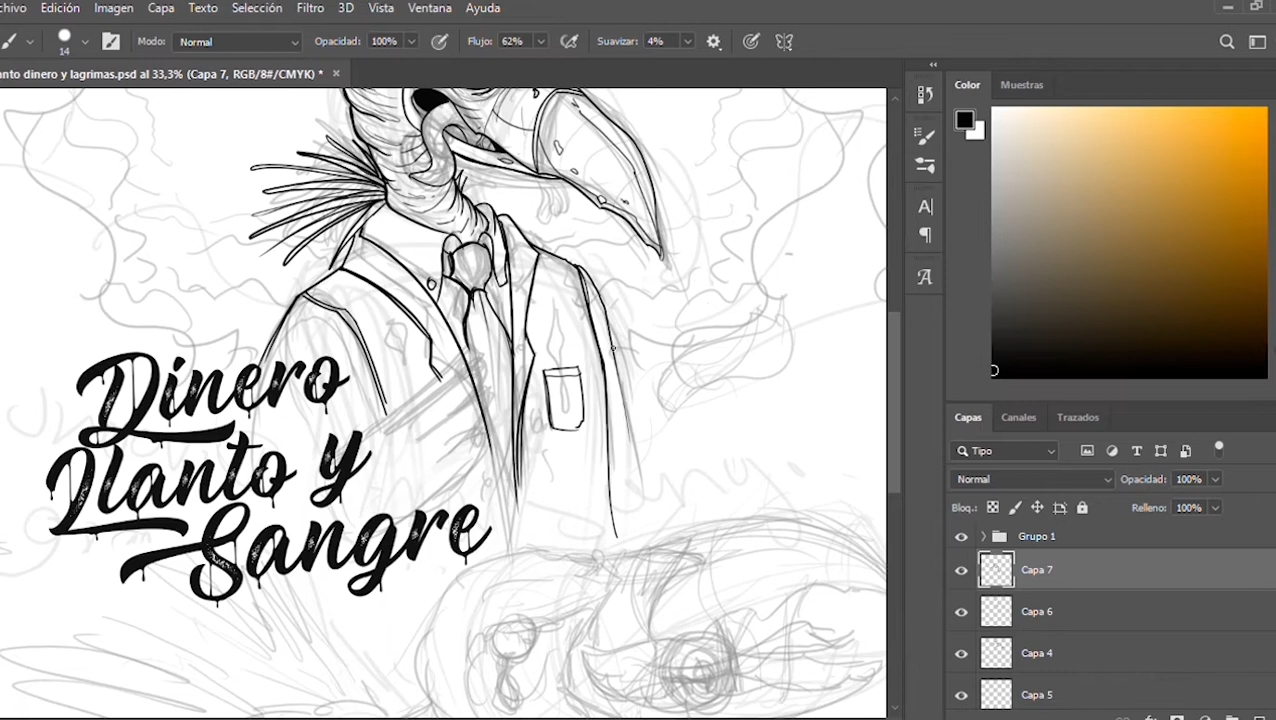 chivo Edición Imagen Capa Texto Selección Filtro 3D Vista Ventana Ayuda
14 Modo: Normal Opacidad: 100% Flujo: 62% Suavizar: 4%
anto dinero y lagrimas.psd al 33,3% (Capa 7, RGB/8#/CMYK) * ×
Color Muestras
Dinero
Llanto y
Sangre
Capas Canales Trazados
Tipo
Normal Opacidad: 100%
Bloq.: Relleno: 100%
Grupo 1
Capa 7
Capa 6
Capa 4
Capa 5